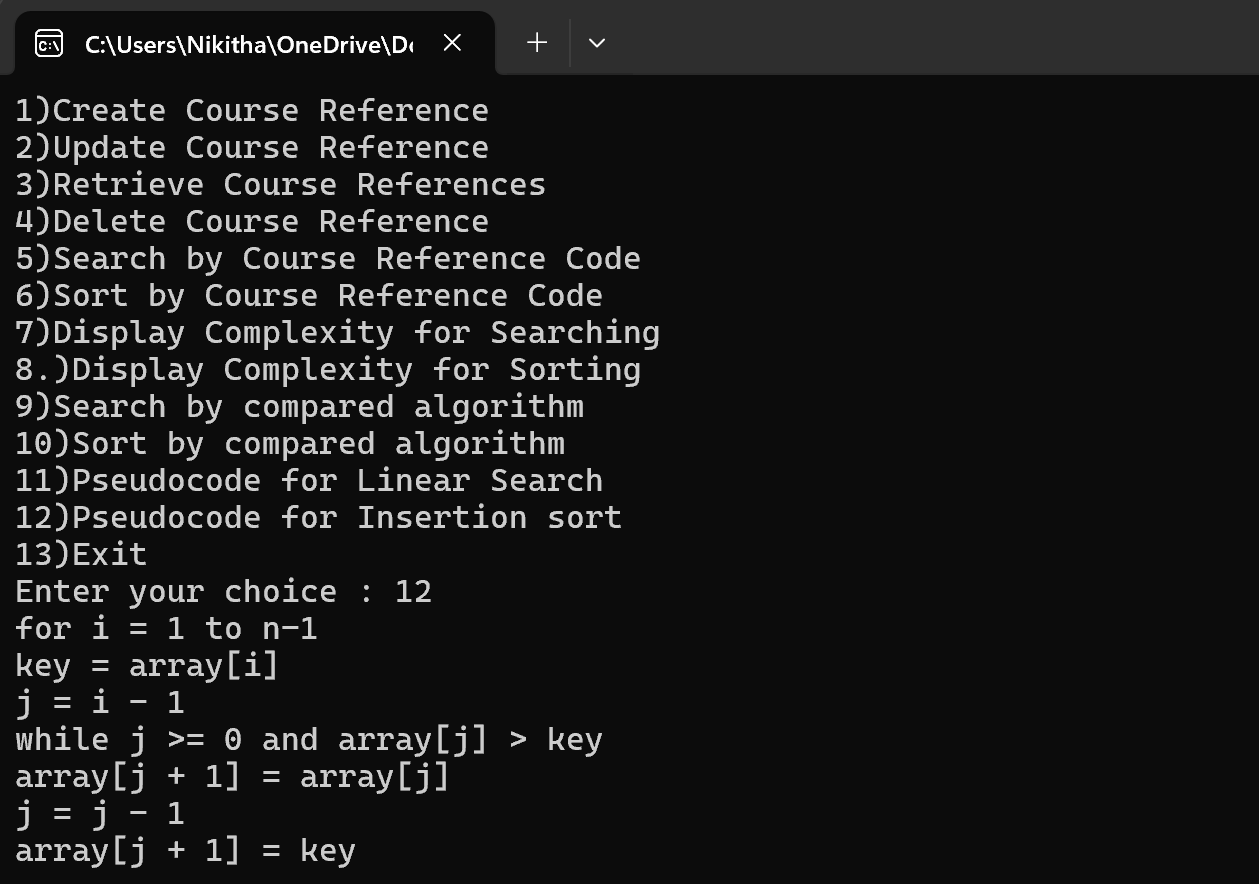 C:\Users\Nikitha\OneDrive\Do
1)Create Course Reference
2)Update Course Reference
3)Retrieve Course References
4)Delete Course Reference
5)Search by Course Reference Code
6)Sort by Course Reference Code
7)Display Complexity for Searching
8.)Display Complexity for Sorting
9)Search by compared algorithm
10)Sort by compared algorithm
11)Pseudocode for Linear Search
12)Pseudocode for Insertion sort
13)Exit
Enter your choice : 12
for i = 1 to n-1
key = array[i]
j = i - 1
while j >= 0 and array[j] > key
array[j + 1] = array[j]
j = j - 1
array[j + 1] = key